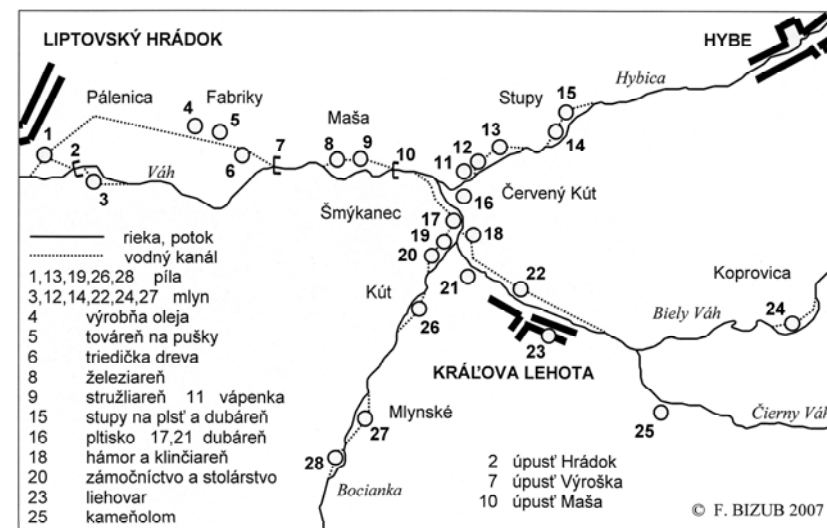 LIPTOVSKÝ HRÁDOK
HYBE
Pálenica
Fabriky
Maša
Stupy
Hybica
15
4
5
1
2
3
6
7
8
9
10
11
12
13
14
Váh
Šmýkanec
Červený Kút
16
17
18
19
20
21
22
Kút
26
Koprovica
Biely Váh
24
23
KRÁĽOVA LEHOTA
Mlynské
27
28
25
Čierny Váh
Bocianka
rieka, potok
vodný kanál
1,13,19,26,28 píla
3,12,14,22,24,27 mlyn
4 výrobňa oleja
5 továreň na pušky
6 triedička dreva
8 železiareň
9 stružliareň 11 vápenka
15 stupy na plsť a dubáreň
16 pltisko 17,21 dubáreň
18 hámor a klinčiareň
20 zámočníctvo a stolárstvo
23 liehovar
25 kameňolom
2 úpusť Hrádok
7 úpusť Výroška
10 úpusť Maša
© F. BIZUB 2007